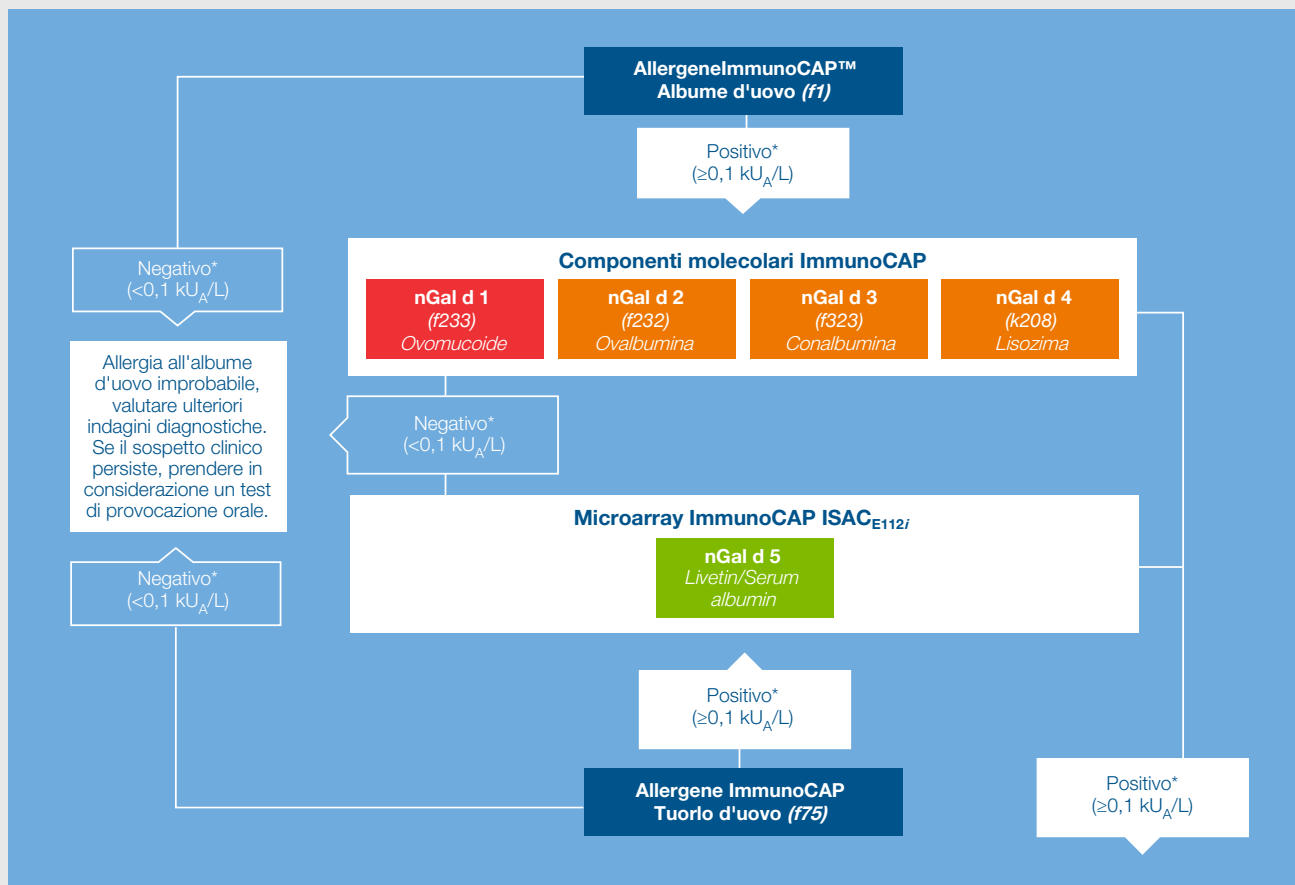 AllergeneImmunoCAP™
Albume d'uovo (f1)
Positivo*
(≥0,1 kUA/L)
Negativo*
(<0,1 kUA/L)
Componenti molecolari ImmunoCAP
nGal d 1
(f233)
Ovomucoide
nGal d 2
(f232)
Ovalbumina
nGal d 3
(f323)
Conalbumina
nGal d 4
(k208)
Lisozima
Allergia all'albume
d'uovo improbabile,
valutare ulteriori
indagini diagnostiche.
Se il sospetto clinico
persiste, prendere in
considerazione un test
di provocazione orale.
Negativo*
(<0,1 kUA/L)
Microarray ImmunoCAP ISACE112i
nGal d 5
Livetin/Serum
albumin
Negativo*
(<0,1 kUA/L)
Positivo*
(≥0,1 kUA/L)
Allergene ImmunoCAP
Tuorlo d'uovo (f75)
Positivo*
(≥0,1 kUA/L)